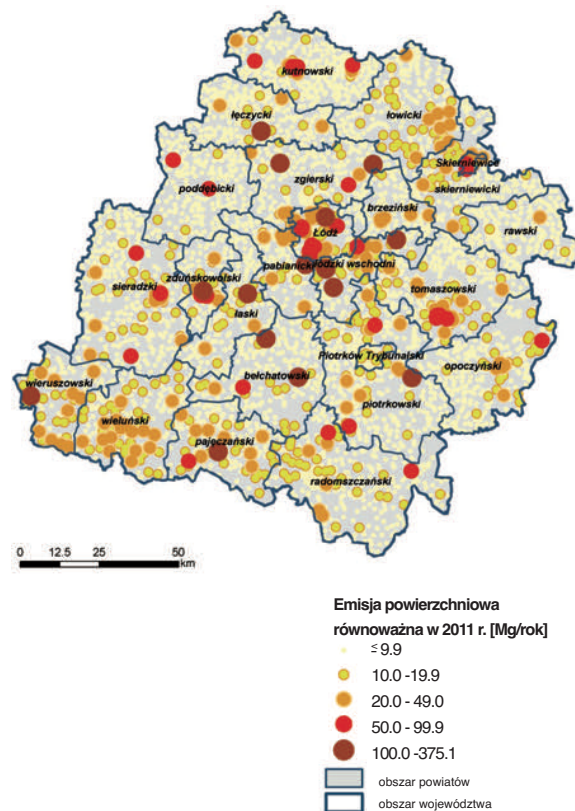 kutnowski
łęczycki
łowicki
Skierniewice
zgierski
poddębicki
brzeziński
skierniewicki
rawski
Łódź
pabianicki
łódzki wschodni
zduńskowolski
sieradzki
tomaszowski
łaski
Piotrków Trybunalski
bełchatowski
opoczyński
wieruszowski
piotrkowski
wieluński
pajęczański
radomszczański
0 12.5 25 50
km
Emisja powierzchniowa
równoważna w 2011 r. [Mg/rok]
≤ 9.9
10.0 -19.9
20.0 - 49.0
50.0 - 99.9
100.0 -375.1
obszar powiatów
obszar województwa